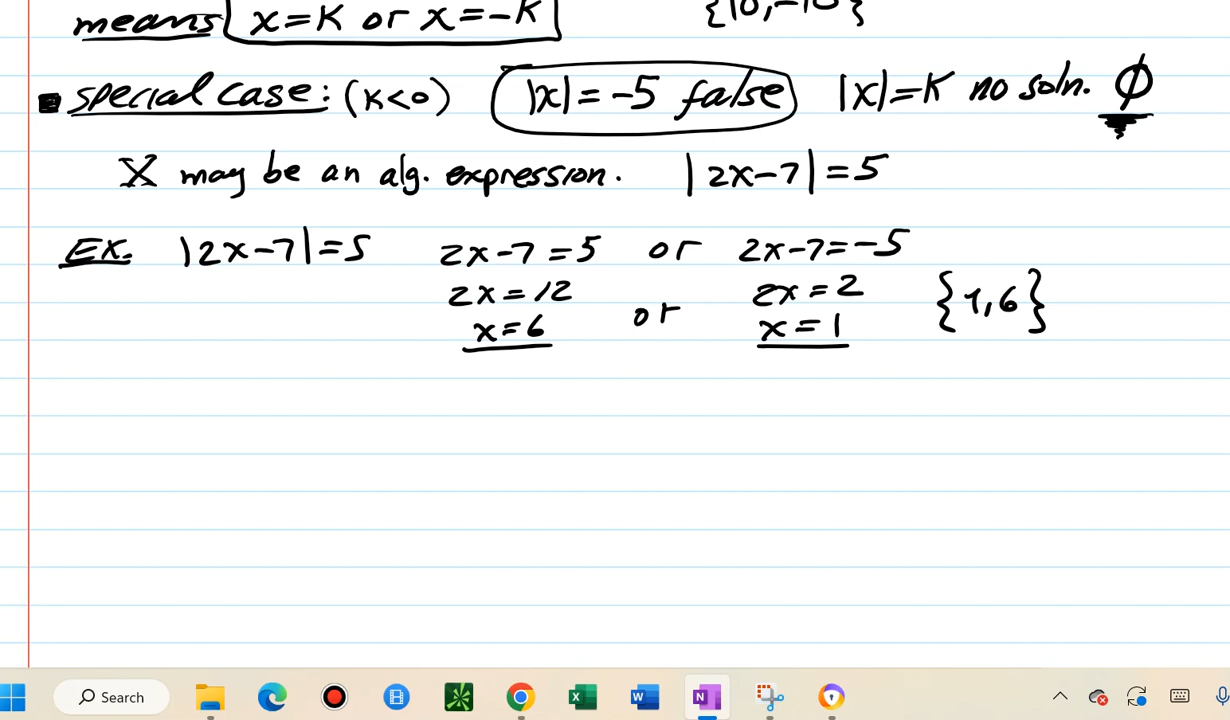 means x=K or x=-K {10,-10}
special case: (K<0) |x|=-5 false |x|=K no soln. ϕ
X may be an alg. expression. |2x-7|=5
EX. |2x-7|=5 2x-7=5 or 2x-7=-5
2x=12 or 2x=2 {1,6}
x=6 x=1
Search